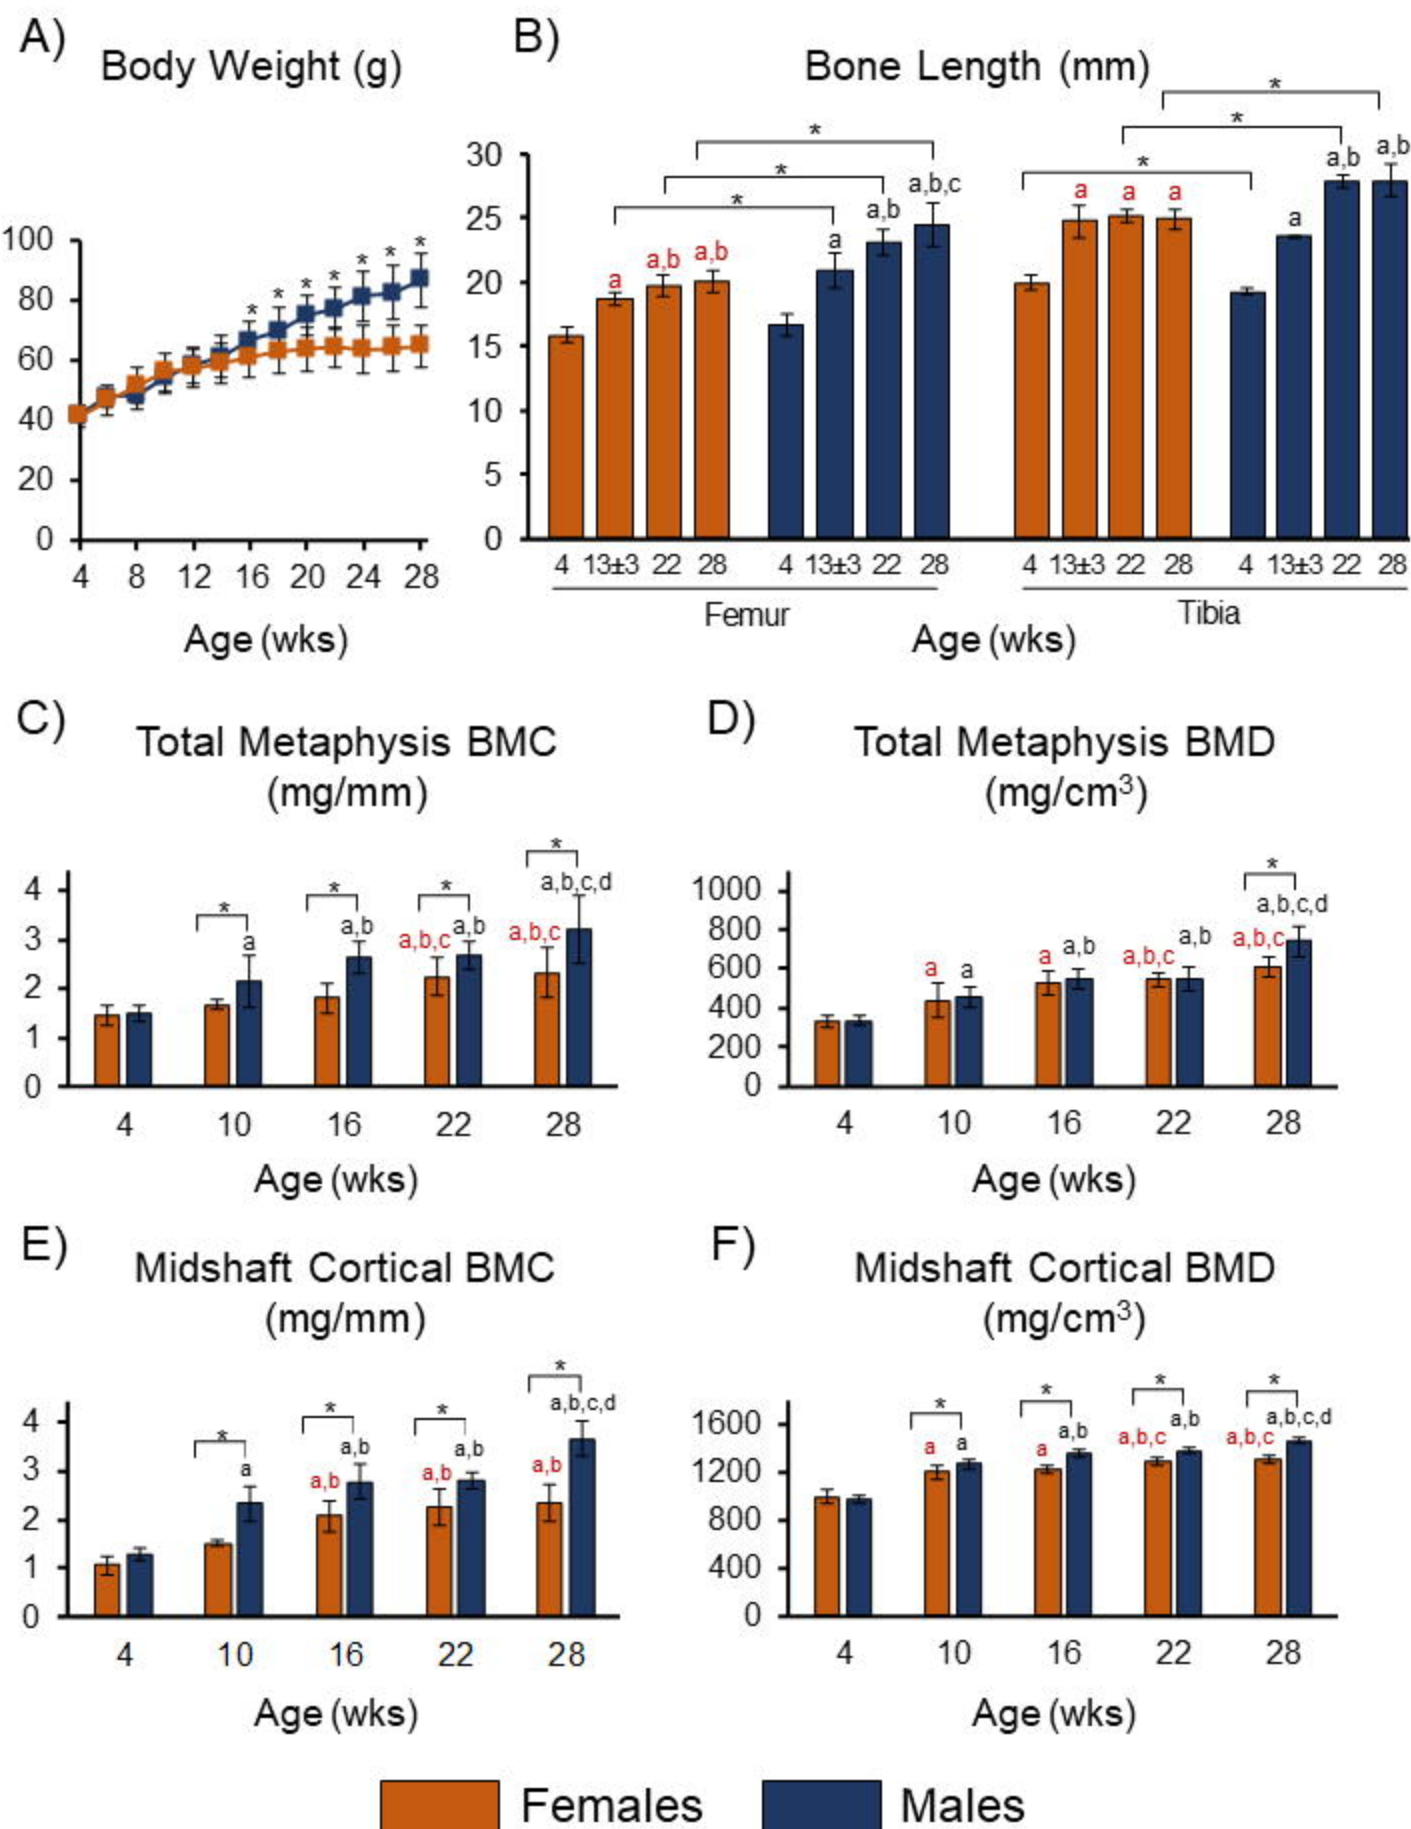 A)
Body Weight (g)
100
80
60
40
20
0
* * * * * * *
4 8 12 16 20 24 28
Age (wks)
B)
Bone Length (mm)
30
25
20
15
10
5
0
* * * * * *
a a,b a,b a a,b a,b,c a a a a a,b a,b
4 13±3 22 28 4 13±3 22 28 4 13±3 22 28 4 13±3 22 28
Femur Tibia
Age (wks)
C)
Total Metaphysis BMC
(mg/mm)
4
3
2
1
0
* * * *
a a,b a,b,c a,b a,b,c a,b,c,d
4 10 16 22 28
Age (wks)
D)
Total Metaphysis BMD
(mg/cm³)
1000
800
600
400
200
0
*
a a a a,b a,b,c a,b a,b,c a,b,c,d
4 10 16 22 28
Age (wks)
E)
Midshaft Cortical BMC
(mg/mm)
4
3
2
1
0
* * * *
a a,b a,b a,b a,b a,b a,b,c,d
4 10 16 22 28
Age (wks)
F)
Midshaft Cortical BMD
(mg/cm³)
1600
1200
800
400
0
* * * *
a a a a,b a,b,c a,b a,b,c a,b,c,d
4 10 16 22 28
Age (wks)
Females Males